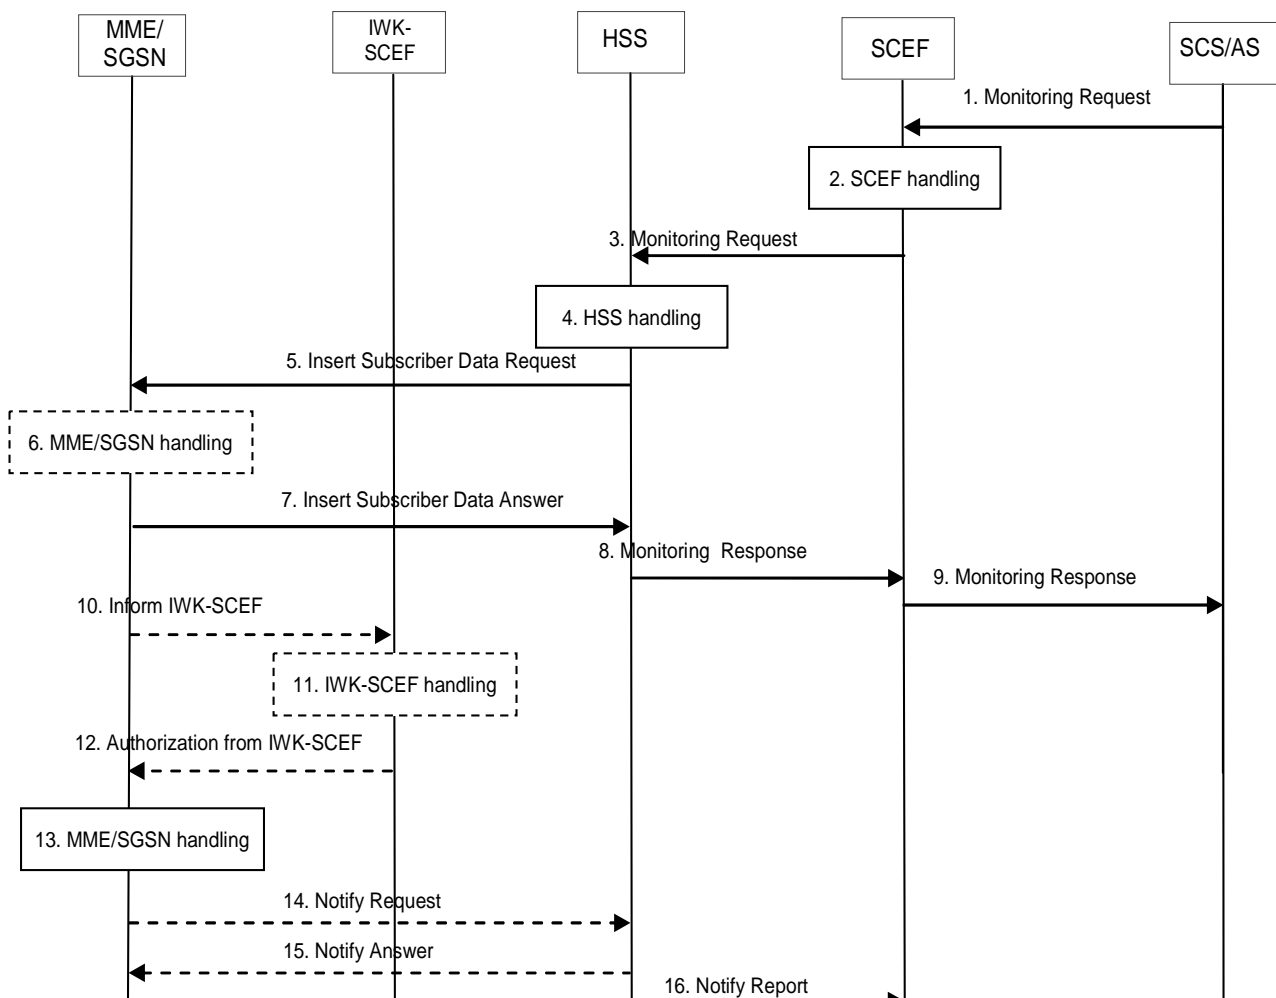 MME/
SGSN
IWK-
SCEF
HSS
SCEF
SCS/AS
1. Monitoring Request
2. SCEF handling
3. Monitoring Request
4. HSS handling
5. Insert Subscriber Data Request
6. MME/SGSN handling
7. Insert Subscriber Data Answer
8. Monitoring Response
9. Monitoring Response
10. Inform IWK-SCEF
11. IWK-SCEF handling
12. Authorization from IWK-SCEF
13. MME/SGSN handling
14. Notify Request
15. Notify Answer
16. Notify Report